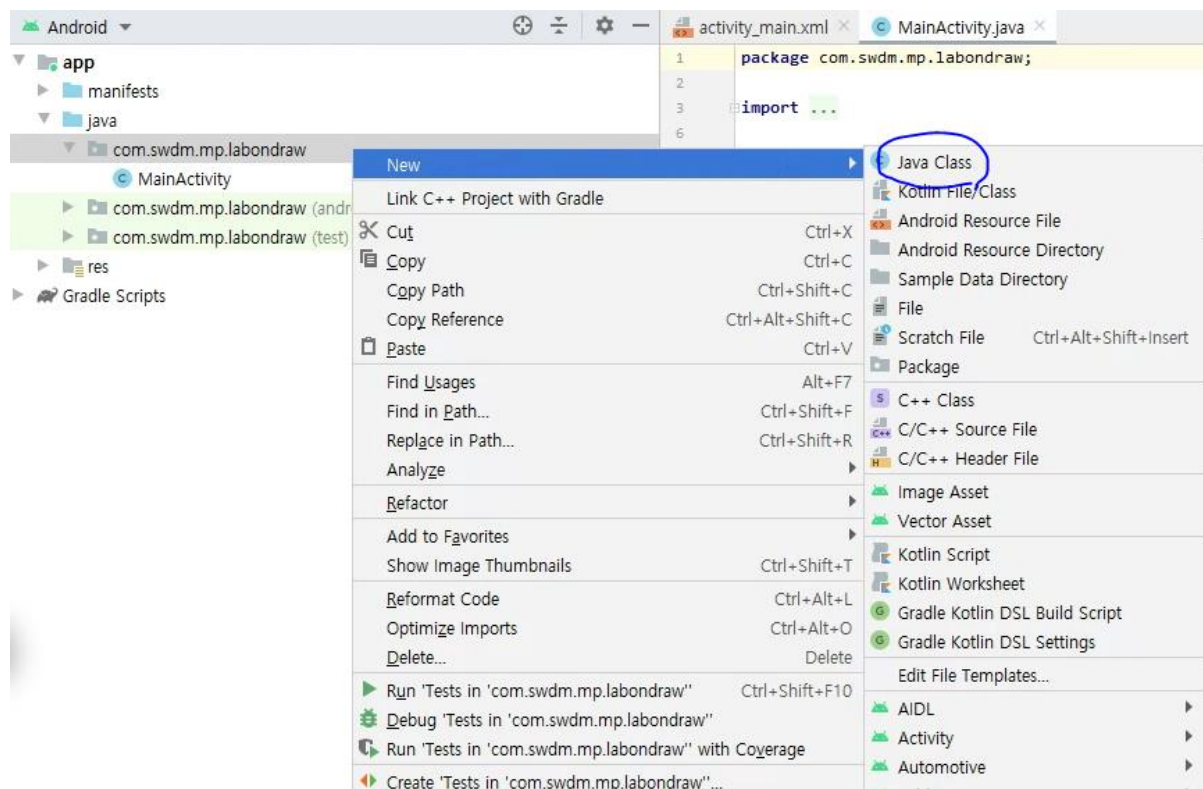 Android
app
manifests
java
com.swdm.mp.labondraw
MainActivity
com.swdm.mp.labondraw (andr
com.swdm.mp.labondraw (test)
res
Gradle Scripts
activity_main.xml
MainActivity.java
1 package com.swdm.mp.labondraw;
2
3 import ...
6
New
Link C++ Project with Gradle
Cut Ctrl+X
Copy Ctrl+C
Copy Path Ctrl+Shift+C
Copy Reference Ctrl+Alt+Shift+C
Paste Ctrl+V
Find Usages Alt+F7
Find in Path... Ctrl+Shift+F
Replace in Path... Ctrl+Shift+R
Analyze
Refactor
Add to Favorites
Show Image Thumbnails Ctrl+Shift+T
Reformat Code Ctrl+Alt+L
Optimize Imports Ctrl+Alt+O
Delete... Delete
Run 'Tests in 'com.swdm.mp.labondraw'' Ctrl+Shift+F10
Debug 'Tests in 'com.swdm.mp.labondraw''
Run 'Tests in 'com.swdm.mp.labondraw'' with Coverage
Create 'Tests in 'com.swdm.mp.labondraw''...
Java Class
Kotlin File/Class
Android Resource File
Android Resource Directory
Sample Data Directory
File
Scratch File Ctrl+Alt+Shift+Insert
Package
C++ Class
C/C++ Source File
C/C++ Header File
Image Asset
Vector Asset
Kotlin Script
Kotlin Worksheet
Gradle Kotlin DSL Build Script
Gradle Kotlin DSL Settings
Edit File Templates...
AIDL
Activity
Automotive